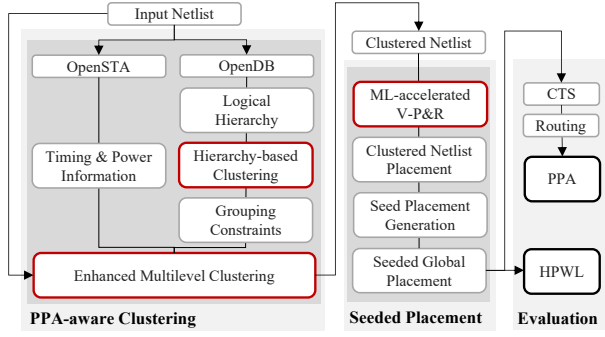 Input Netlist
OpenSTA
OpenDB
Logical
Hierarchy
Timing & Power
Information
Hierarchy-based
Clustering
Grouping
Constraints
Enhanced Multilevel Clustering
PPA-aware Clustering
Clustered Netlist
ML-accelerated
V-P&R
Clustered Netlist
Placement
Seed Placement
Generation
Seeded Global
Placement
Seeded Placement
CTS
Routing
PPA
HPWL
Evaluation